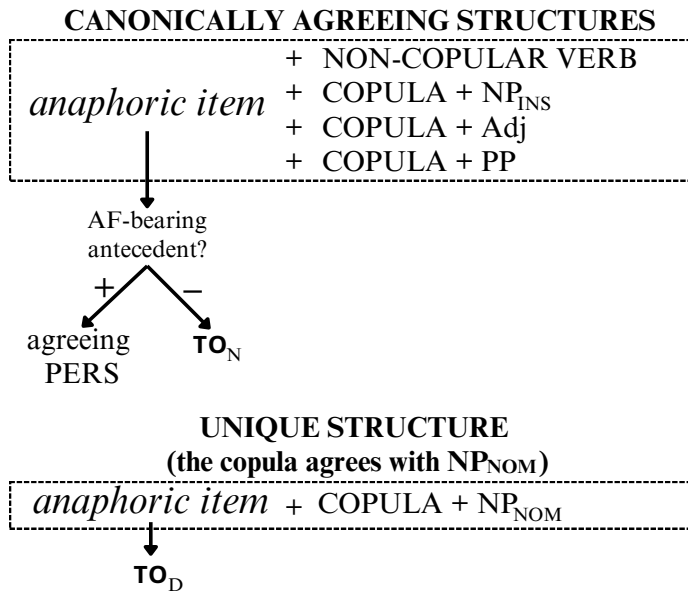 CANONICALLY AGREEING STRUCTURES
+ NON-COPULAR VERB
anaphoric item + COPULA + NP_INS
+ COPULA + Adj
+ COPULA + PP
AF-bearing
antecedent?
+ −
agreeing TO_N
PERS
UNIQUE STRUCTURE
(the copula agrees with NP_NOM)
anaphoric item + COPULA + NP_NOM
TO_D